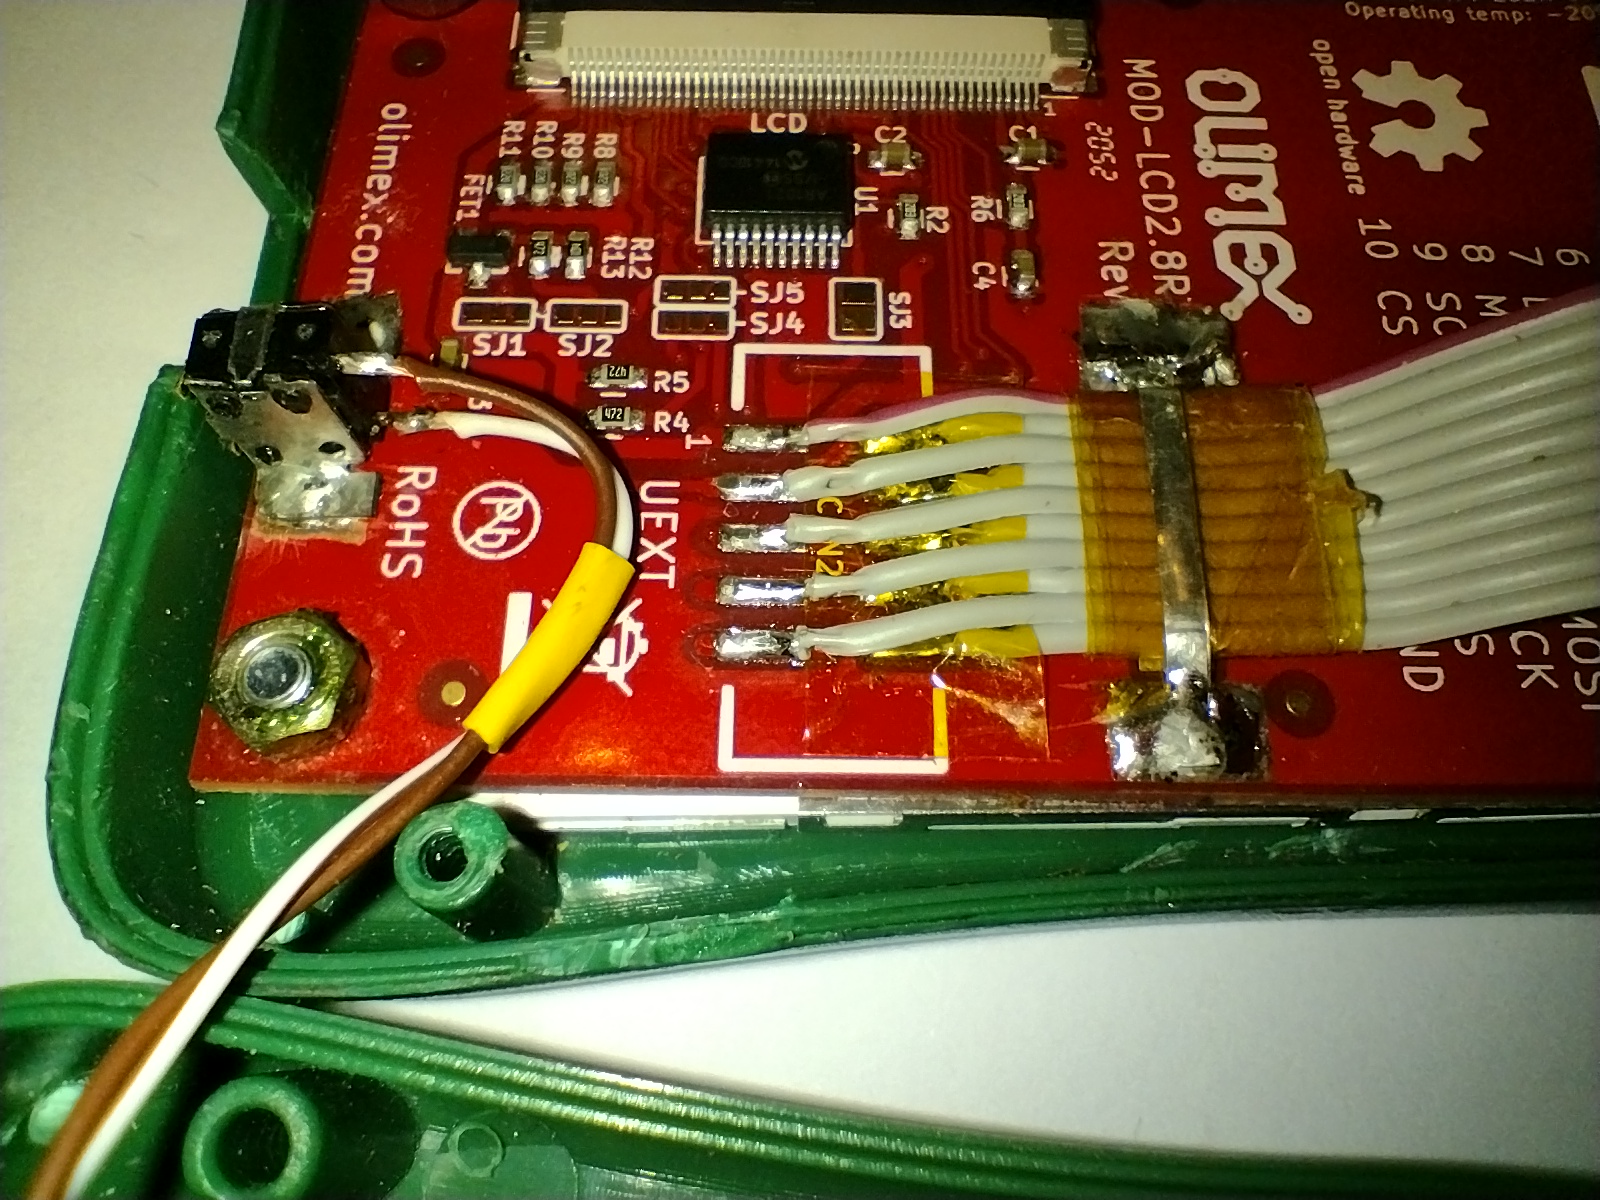 Operating temp: -20
open hardware
OLIMEX
MOD-LCD2.8R
Rev
2052
1
olimex.com
LCD
R11
R10
R9
R8
C2
C1
FET1
U1
R2
R6
R13
R12
C4
SJ5
SJ4
SJ3
SJ1
SJ2
472
R5
472
R4
1
6
7
8 M
9 SC
10 CS
RoHS
Pb
UEXT
CN2
MOSI
CK
S
ND